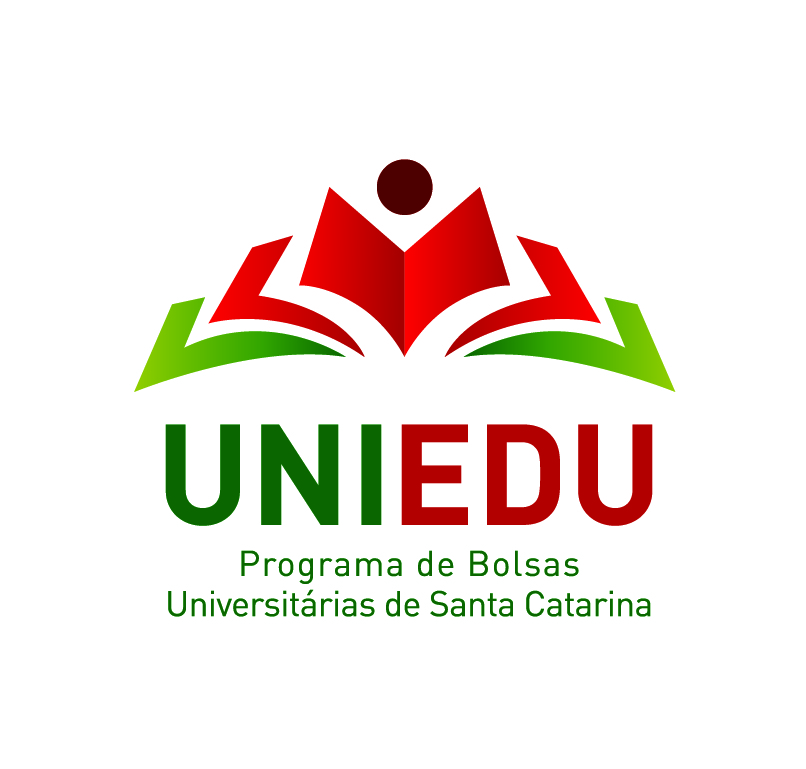 UNIEDU
Programa de Bolsas
Universitárias de Santa Catarina